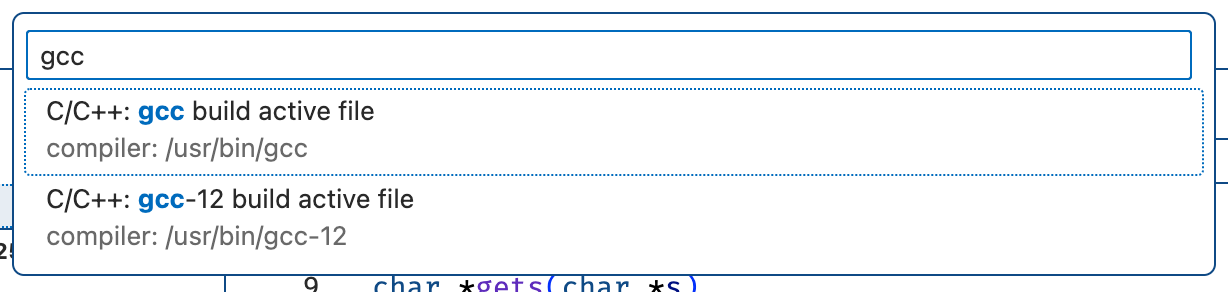 gcc
C/C++: gcc build active file
compiler: /usr/bin/gcc
C/C++: gcc-12 build active file
compiler: /usr/bin/gcc-12
9 char *gets(char *s)